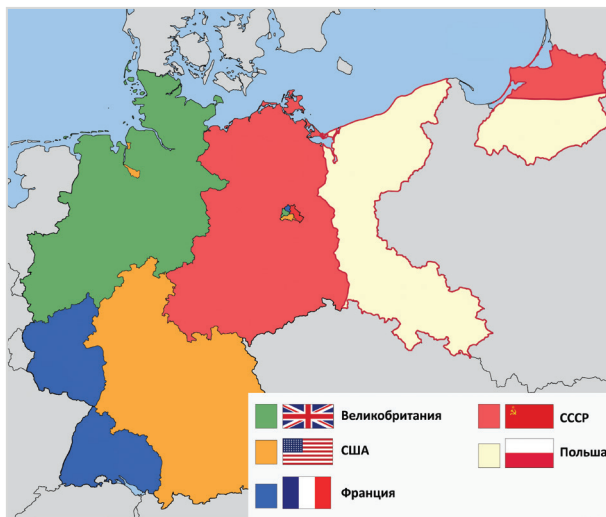 Великобритания
США
Франция
СССР
Польша